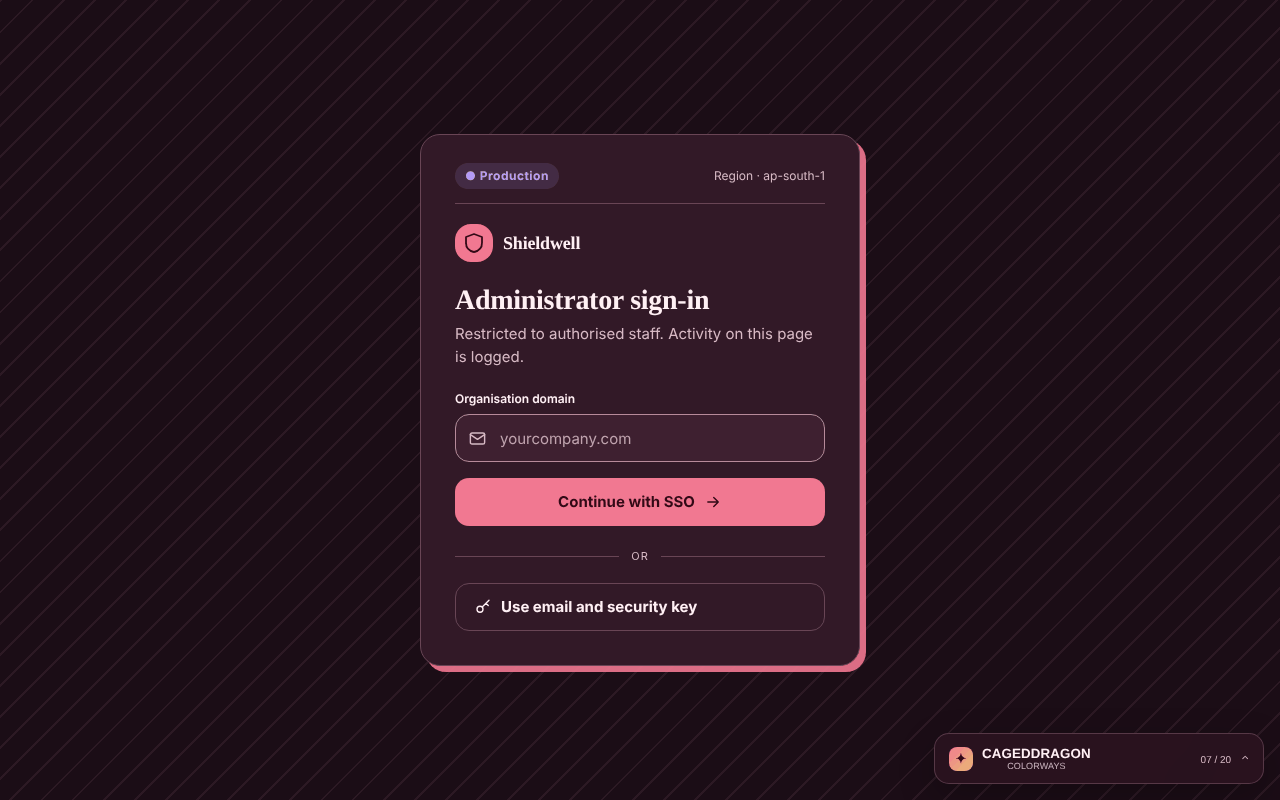 Production
Region · ap-south-1
Shieldwell
Administrator sign-in
Restricted to authorised staff. Activity on this page
is logged.
Organisation domain
yourcompany.com
Continue with SSO →
OR
Use email and security key
CAGEDDRAGON
COLORWAYS
07 / 20